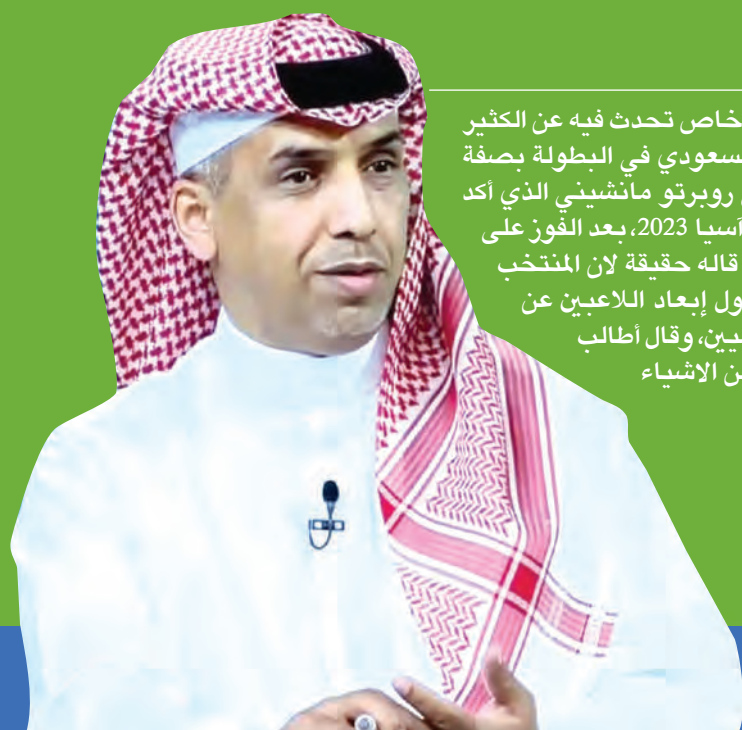 خاص تحدث فيه عن الكثير
سعودي في البطولة بصفة
روبرتو مانشيني الذي أكد
آسيا 2023، بعد الفوز على
قاله حقيقة لان المنتخب
ول إبعاد اللاعبين عن
يين، وقال أطالب
ن الاشياء